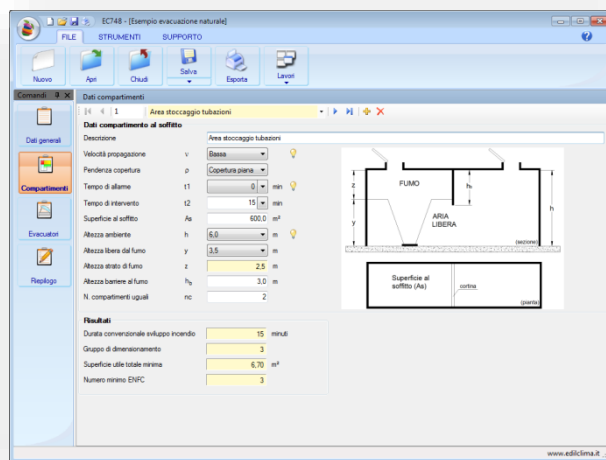 EC748 - [Esempio evacuazione naturale]
FILE STRUMENTI SUPPORTO
Nuovo Apri Chiudi Salva Esporta Lavori
Comandi
Dati compartimenti
1 Area stoccaggio tubazioni
Dati generali
Compartimenti
Evacuatori
Riepilogo
Dati compartimento al soffitto
Descrizione Area stoccaggio tubazioni
Velocità propagazione v Bassa
Pendenza copertura ρ Copertura piana
Tempo di allarme t1 0 min
Tempo di intervento t2 15 min
Superficie al soffitto As 600,0 m²
Altezza ambiente h 6,0 m
Altezza libera dal fumo y 3,5 m
Altezza strato di fumo z 2,5 m
Altezza barriere al fumo hb 3,0 m
N. compartimenti uguali nc 2
z FUMO h h
y ARIA LIBERA
(sezione)
Superficie al soffitto (As) cortina
(pianta)
Risultati
Durata convenzionale sviluppo incendio 15 minuti
Gruppo di dimensionamento 3
Superficie utile totale minima 6,70 m²
Numero minimo ENFC 3
www.edilclima.it